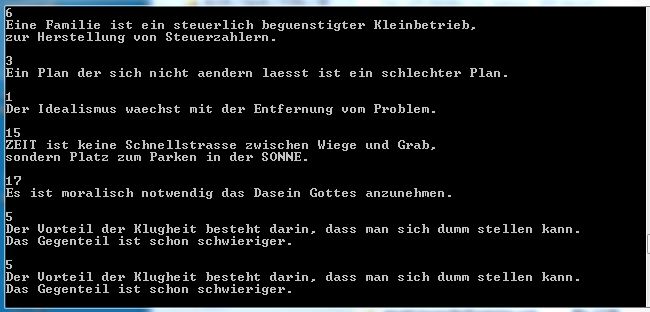 6
Eine Familie ist ein steuerlich beguenstigter Kleinbetrieb,
zur Herstellung von Steuerzahlern.
3
Ein Plan der sich nicht aendern laesst ist ein schlechter Plan.
1
Der Idealismus waechst mit der Entfernung vom Problem.
15
ZEIT ist keine Schnellstrasse zwischen Wiege und Grab,
sondern Platz zum Parken in der SONNE.
17
Es ist moralisch notwendig das Dasein Gottes anzunehmen.
5
Der Vorteil der Klugheit besteht darin, dass man sich dumm stellen kann.
Das Gegenteil ist schon schwieriger.
5
Der Vorteil der Klugheit besteht darin, dass man sich dumm stellen kann.
Das Gegenteil ist schon schwieriger.